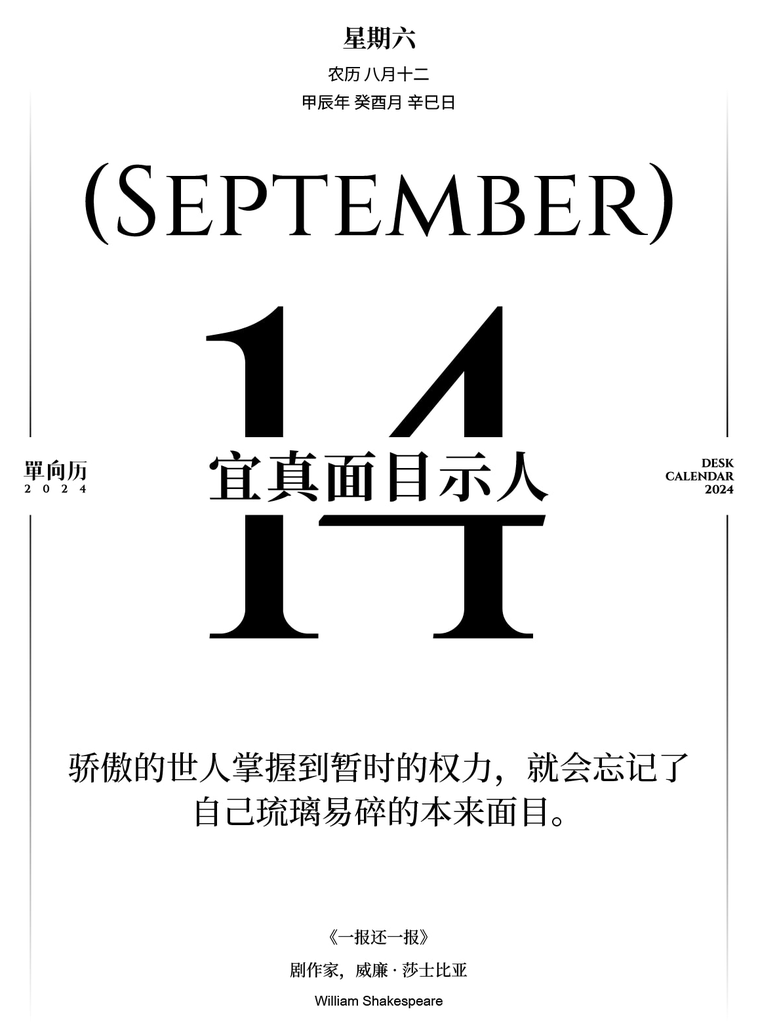 星期六
农历 八月十二
甲辰年 癸酉月 辛巳日
(SEPTEMBER)
14
宜真面目示人
單向历
2024
DESK
CALENDAR
2024
骄傲的世人掌握到暂时的权力，就会忘记了
自己琉璃易碎的本来面目。
《一报还一报》
剧作家，威廉·莎士比亚
William Shakespeare